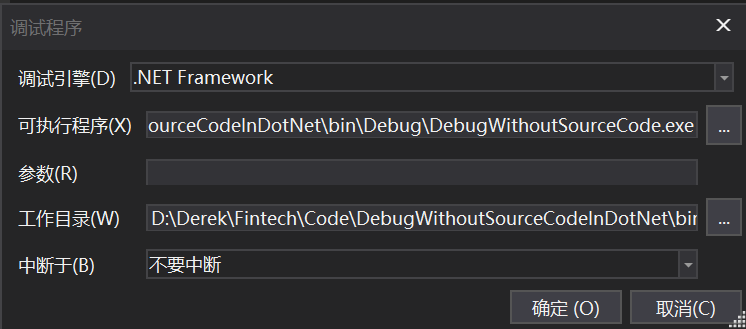 调试程序
调试引擎(D) .NET Framework
可执行程序(X) ourceCodeInDotNet\bin\Debug\DebugWithoutSourceCode.exe ...
参数(R)
工作目录(W) D:\Derek\Fintech\Code\DebugWithoutSourceCodeInDotNet\bin ...
中断于(B) 不要中断
确定 (O) 取消(C)